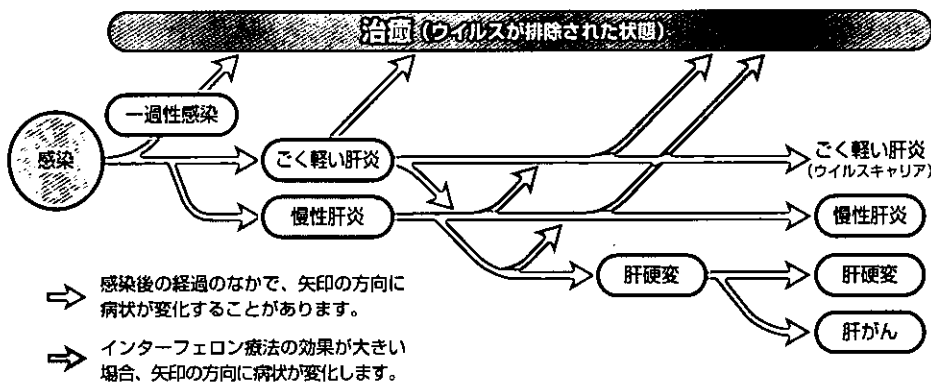 治癒（ウイルスが排除された状態）
一過性感染
感染
ごく軽い肝炎
ごく軽い肝炎
（ウイルスキャリア）
慢性肝炎
慢性肝炎
肝硬変
肝硬変
肝がん
感染後の経過のなかで、矢印の方向に
病状が変化することがあります。
インターフェロン療法の効果が大きい
場合、矢印の方向に病状が変化します。